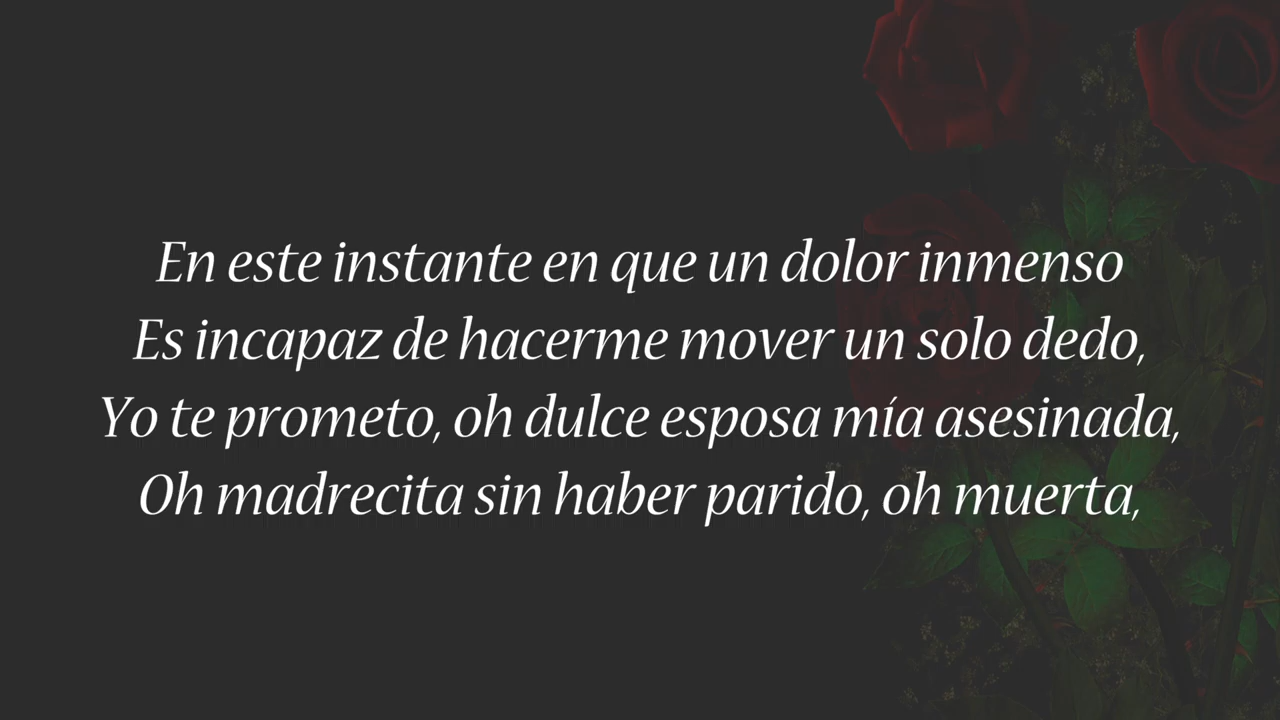 En este instante en que un dolor inmenso
Es incapaz de hacerme mover un solo dedo,
Yo te prometo, oh dulce esposa mía asesinada,
Oh madrecita sin haber parido, oh muerta,